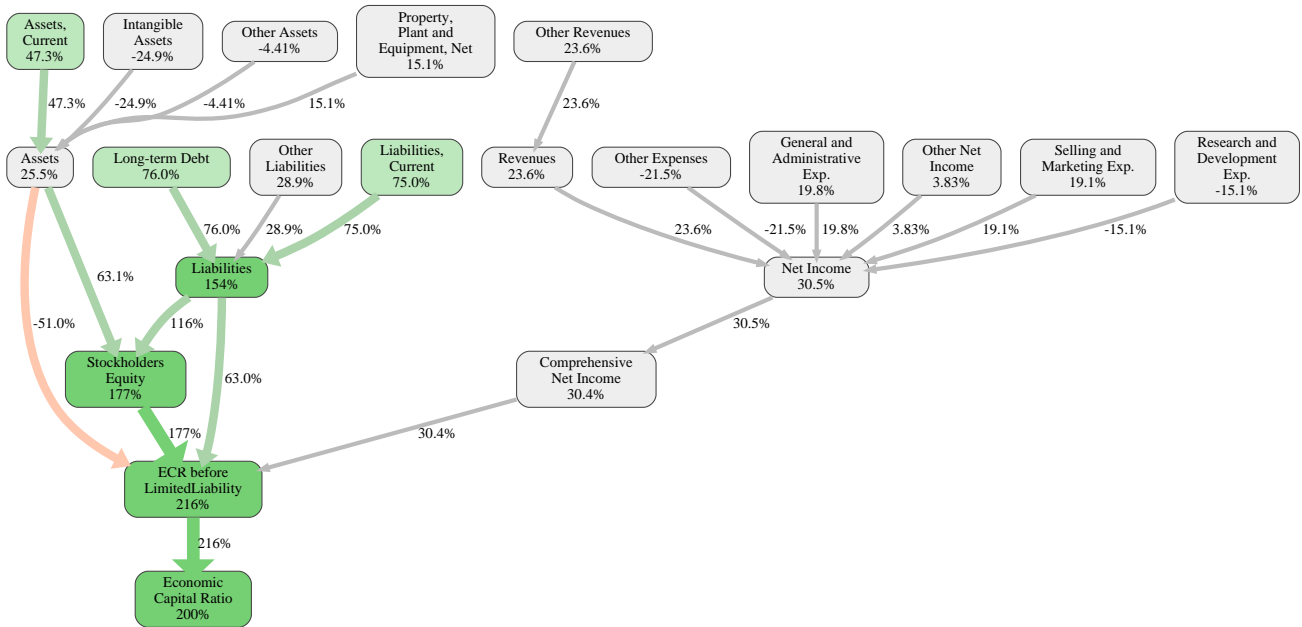 Assets,
Current
47.3%
Intangible
Assets
-24.9%
Other Assets
-4.41%
Property,
Plant and
Equipment, Net
15.1%
Other Revenues
23.6%
47.3%
-24.9%
-4.41%
15.1%
23.6%
Assets
25.5%
Long-term Debt
76.0%
Other
Liabilities
28.9%
Liabilities,
Current
75.0%
Revenues
23.6%
Other Expenses
-21.5%
General and
Administrative
Exp.
19.8%
Other Net
Income
3.83%
Selling and
Marketing Exp.
19.1%
Research and
Development
Exp.
-15.1%
76.0%
28.9%
75.0%
23.6%
-21.5%
19.8%
3.83%
19.1%
-15.1%
63.1%
Liabilities
154%
Net Income
30.5%
-51.0%
116%
30.5%
Stockholders
Equity
177%
63.0%
Comprehensive
Net Income
30.4%
177%
30.4%
ECR before
LimitedLiability
216%
216%
Economic
Capital Ratio
200%